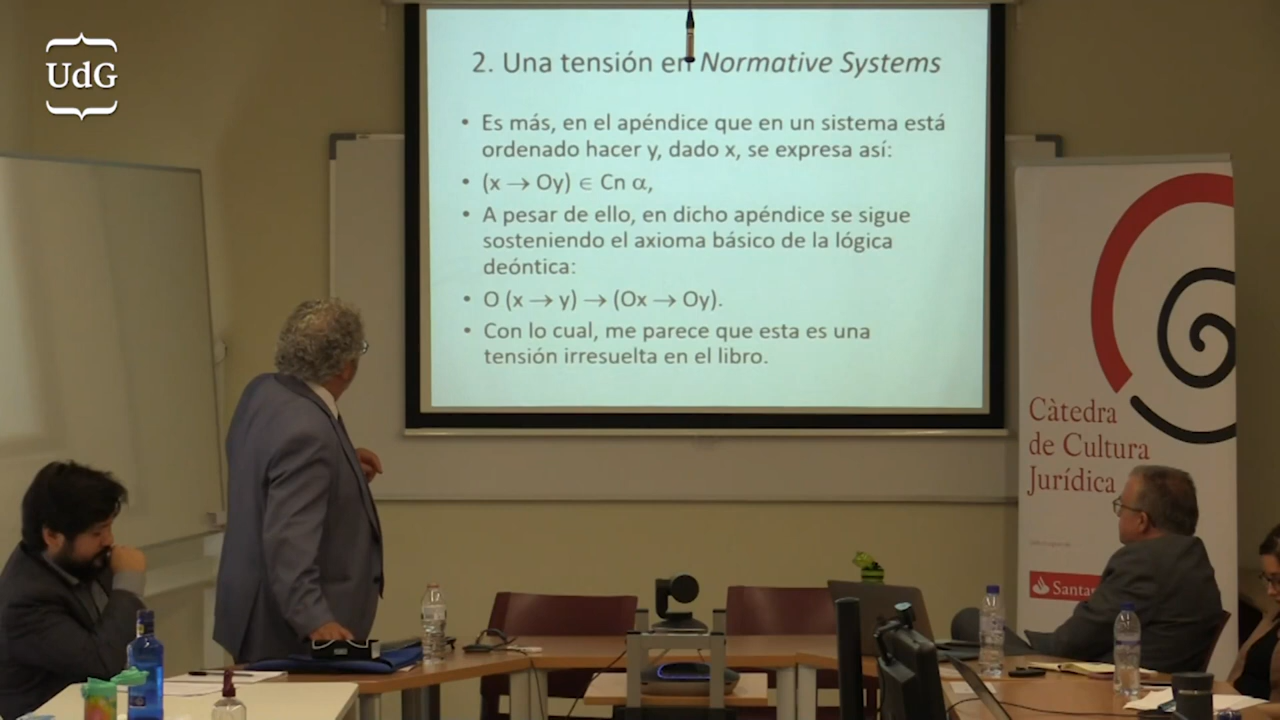 UdG
2. Una tensión en Normative Systems
• Es más, en el apéndice que en un sistema está
ordenado hacer y, dado x, se expresa así:
• (x → Oy) ∈ Cn α,
• A pesar de ello, en dicho apéndice se sigue
sosteniendo el axioma básico de la lógica
deóntica:
• O (x → y) → (Ox → Oy).
• Con lo cual, me parece que esta es una
tensión irresuelta en el libro.
Càtedra
de Cultura
Jurídica
Santa